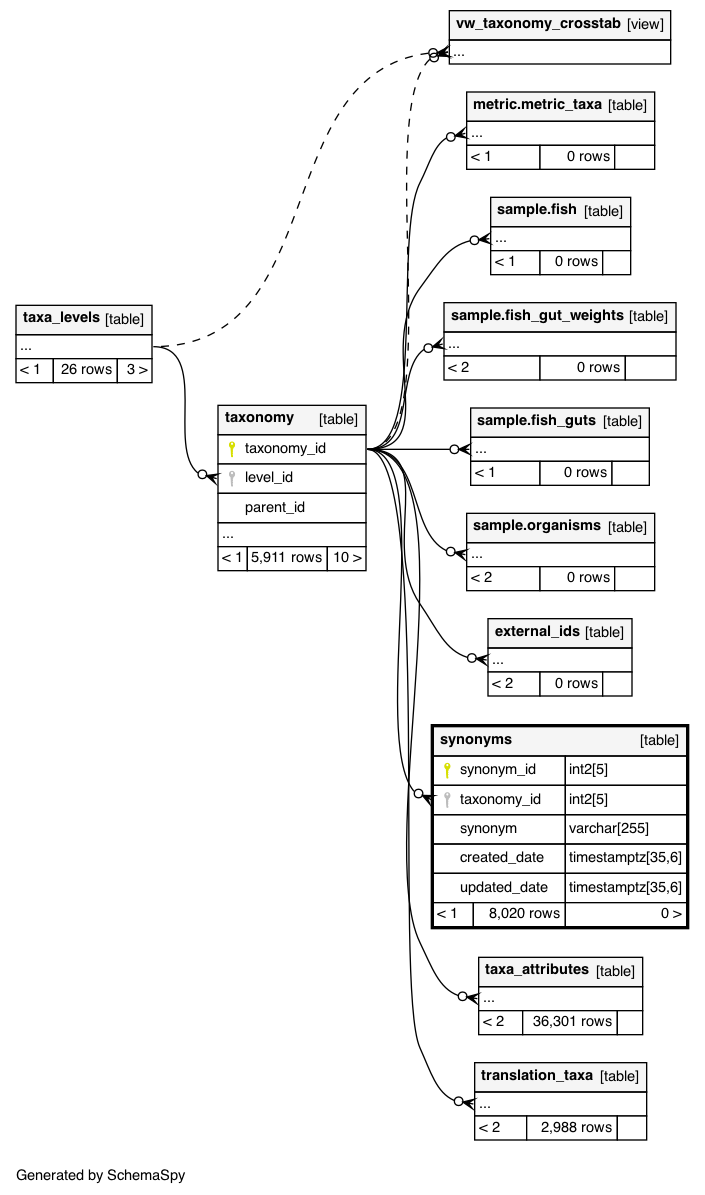 vw_taxonomy_crosstab [view]
...
metric.metric_taxa [table]
...
< 1 0 rows
sample.fish [table]
...
< 1 0 rows
sample.fish_gut_weights [table]
...
< 2 0 rows
taxa_levels [table]
...
< 1 26 rows 3 >
taxonomy [table]
taxonomy_id
level_id
parent_id
...
< 1 5,911 rows 10 >
sample.fish_guts [table]
...
< 1 0 rows
sample.organisms [table]
...
< 2 0 rows
external_ids [table]
...
< 2 0 rows
synonyms [table]
synonym_id int2[5]
taxonomy_id int2[5]
synonym varchar[255]
created_date timestamptz[35,6]
updated_date timestamptz[35,6]
< 1 8,020 rows 0 >
taxa_attributes [table]
...
< 2 36,301 rows
translation_taxa [table]
...
< 2 2,988 rows
Generated by SchemaSpy